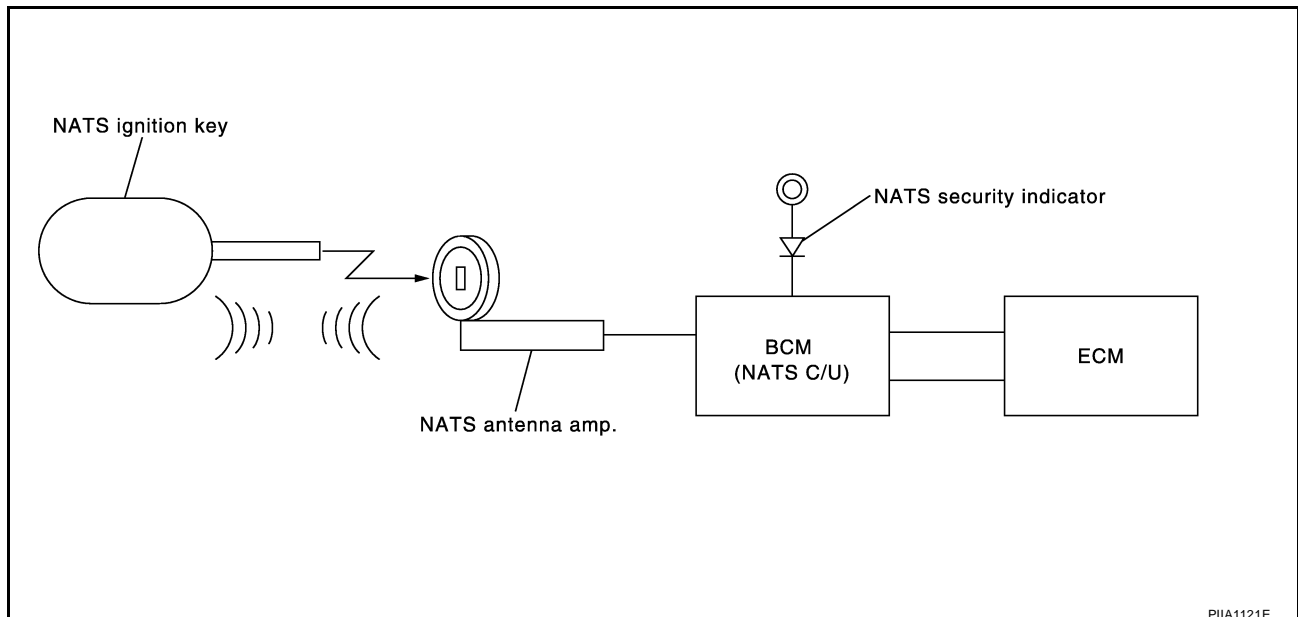 NATS ignition key
NATS security indicator
BCM
(NATS C/U)
ECM
NATS antenna amp.
PIIA1121E